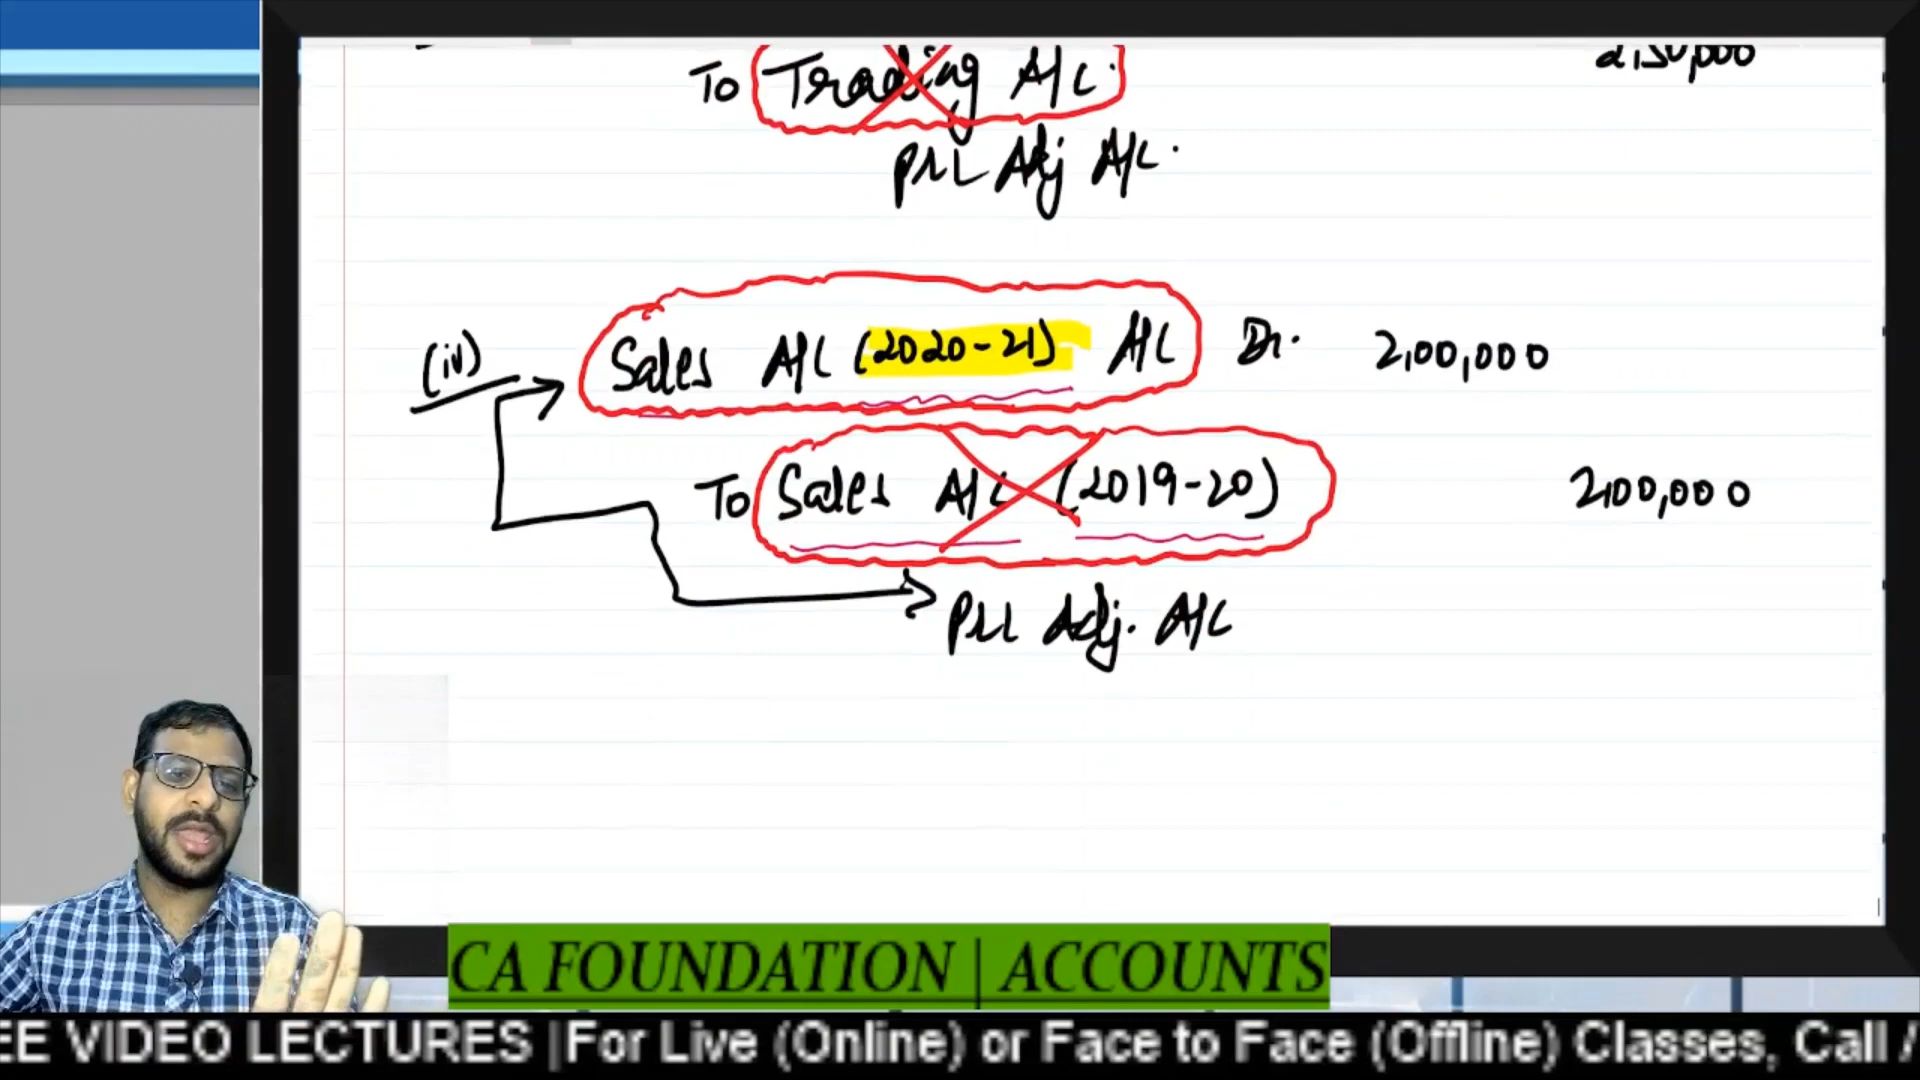 2,50,000
To Trading A/c.
P&L Adj A/c.
(iv) Sales A/c (2020-21) A/c Dr. 2,00,000
To Sales A/c (2019-20) 2,00,000
P&L Adj. A/c
CA FOUNDATION | ACCOUNTS
EE VIDEO LECTURES | For Live (Online) or Face to Face (Offline) Classes, Call /